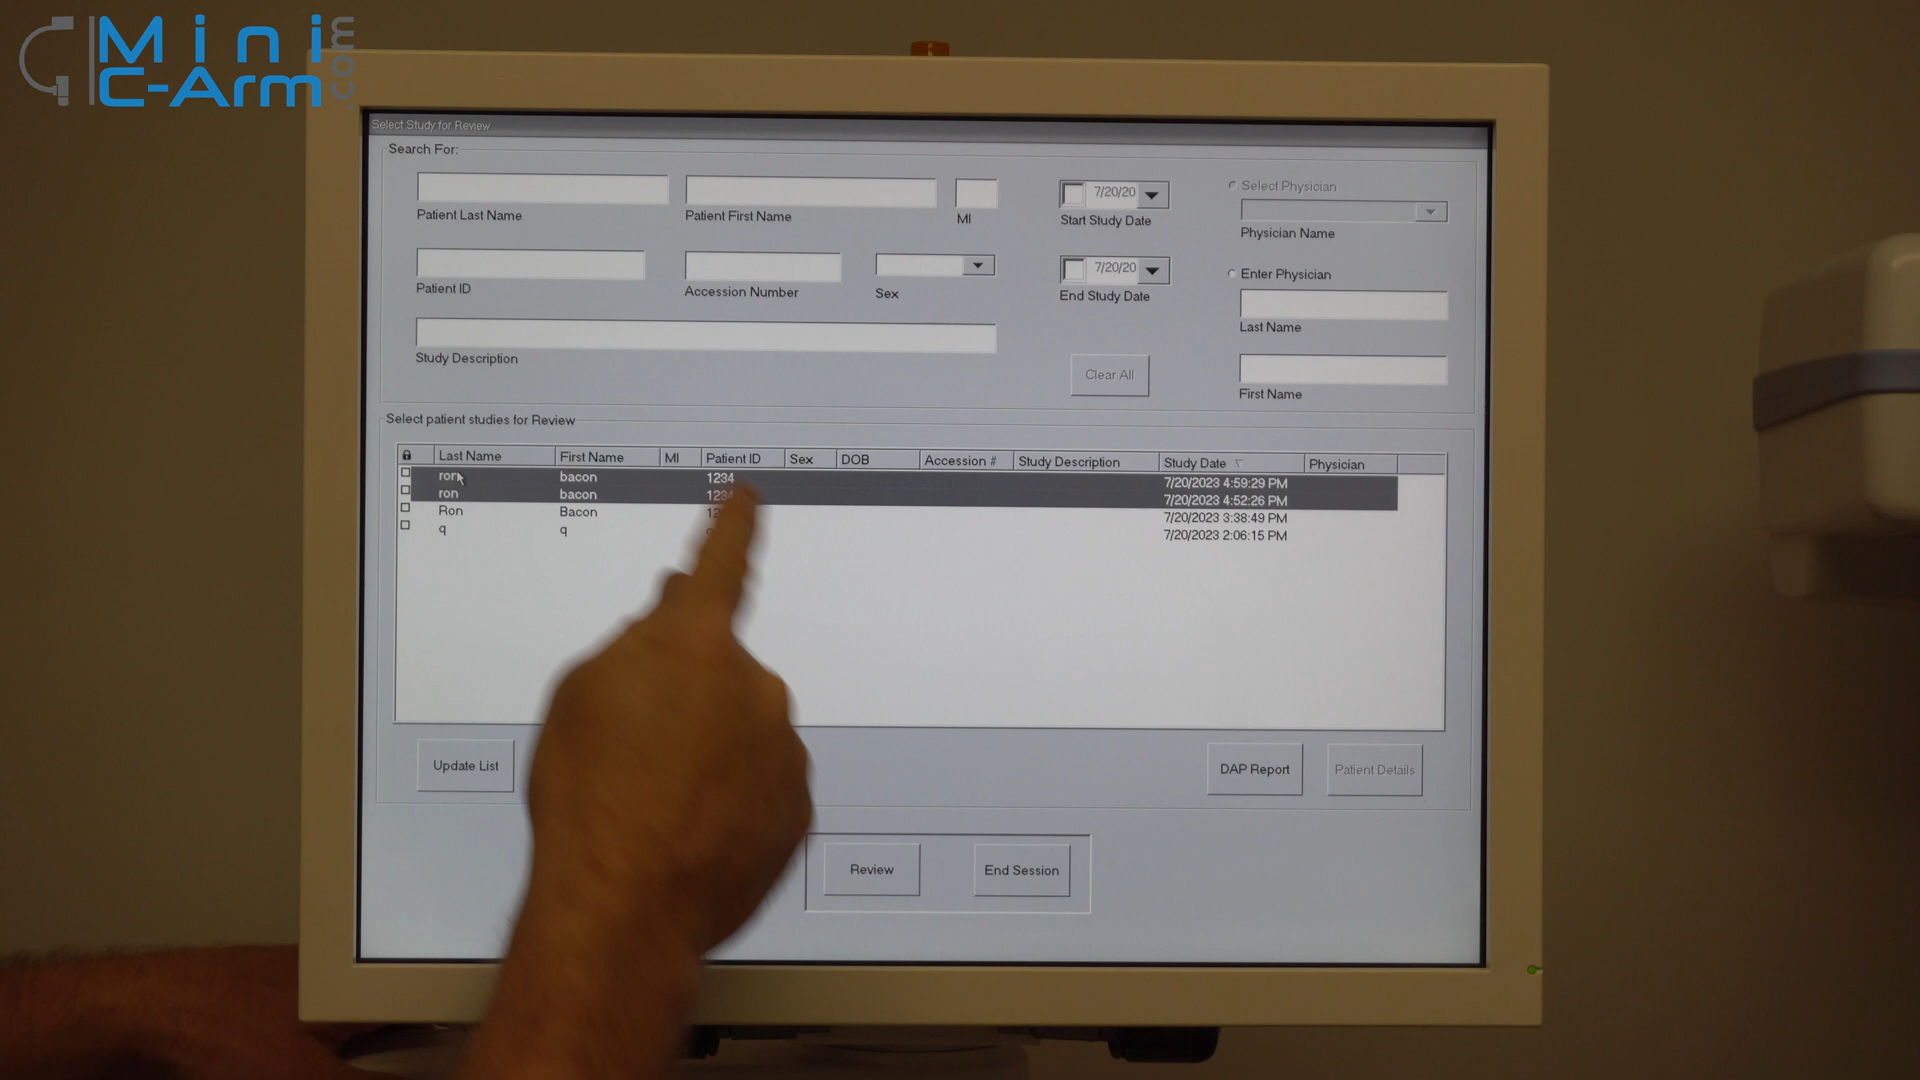 Mini
C-Arm
.com
Select Study for Review
Search For:
7/20/20
Select Physician
Patient Last Name
Patient First Name
MI
Start Study Date
Physician Name
7/20/20
Enter Physician
Patient ID
Accession Number
Sex
End Study Date
Last Name
Study Description
Clear All
First Name
Select patient studies for Review
Last Name First Name MI Patient ID Sex DOB Accession # Study Description Study Date Physician
ron bacon 1234 7/20/2023 4:59:29 PM
ron bacon 1234 7/20/2023 4:52:26 PM
Ron Bacon 7/20/2023 3:38:49 PM
q q 7/20/2023 2:06:15 PM
Update List
DAP Report
Patient Details
Review
End Session